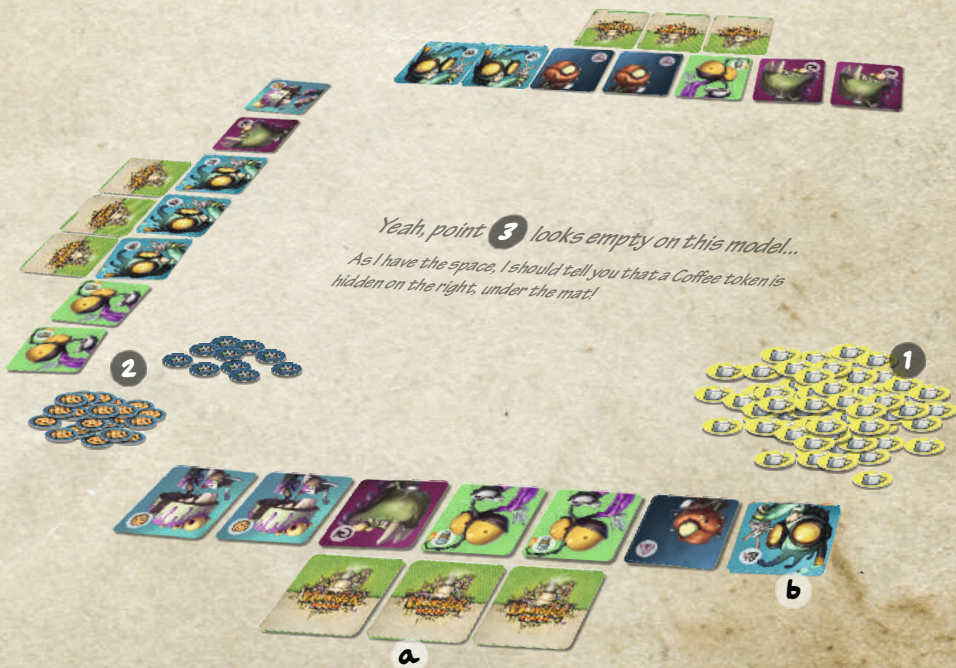 Yeah, point 3 looks empty on this model...
As I have the space, I should tell you that a Coffee token is
hidden on the right, under the mat!
2
1
b
a